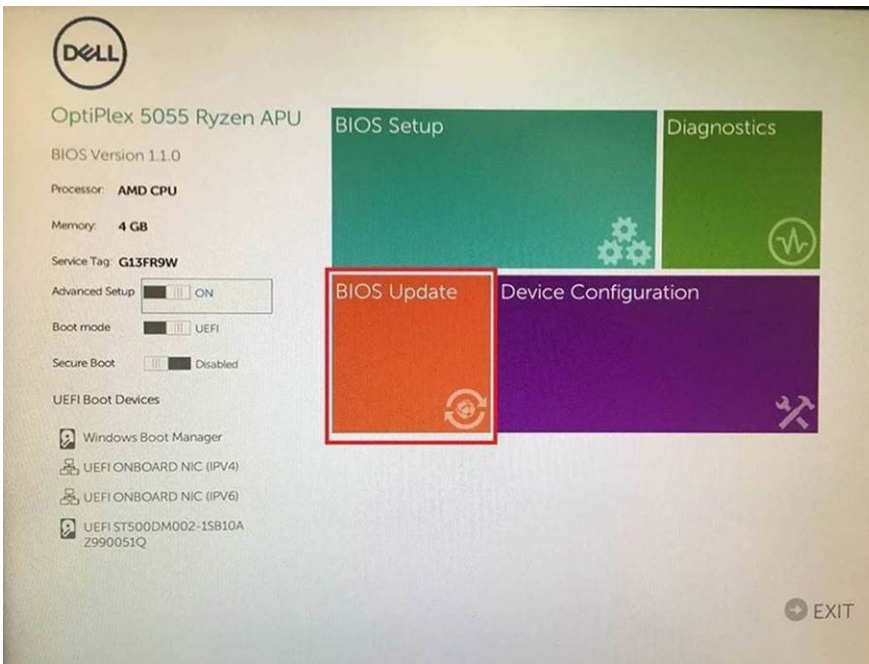 DELL
OptiPlex 5055 Ryzen APU
BIOS Version 1.1.0
Processor: AMD CPU
Memory: 4 GB
Service Tag: G13FR9W
Advanced Setup ON
Boot mode UEFI
Secure Boot Disabled
UEFI Boot Devices
Windows Boot Manager
UEFI ONBOARD NIC (IPV4)
UEFI ONBOARD NIC (IPV6)
UEFI ST500DM002-1SB10A
Z990051Q
BIOS Setup
Diagnostics
BIOS Update
Device Configuration
EXIT